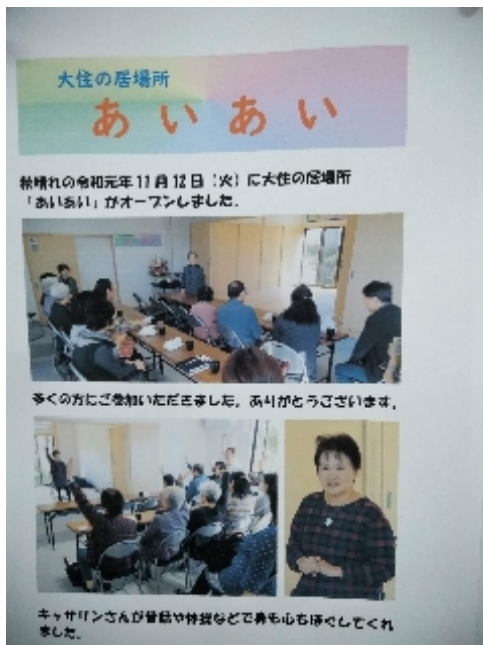 大住の居場所
あいあい
秋晴れの令和元年11月12日（火）に大住の居場所
「あいあい」がオープンしました。
多くの方にご参加いただきました。ありがとうございます。
キャサリンさんが昔話や体操などで身も心もほぐしてくれ
ました。